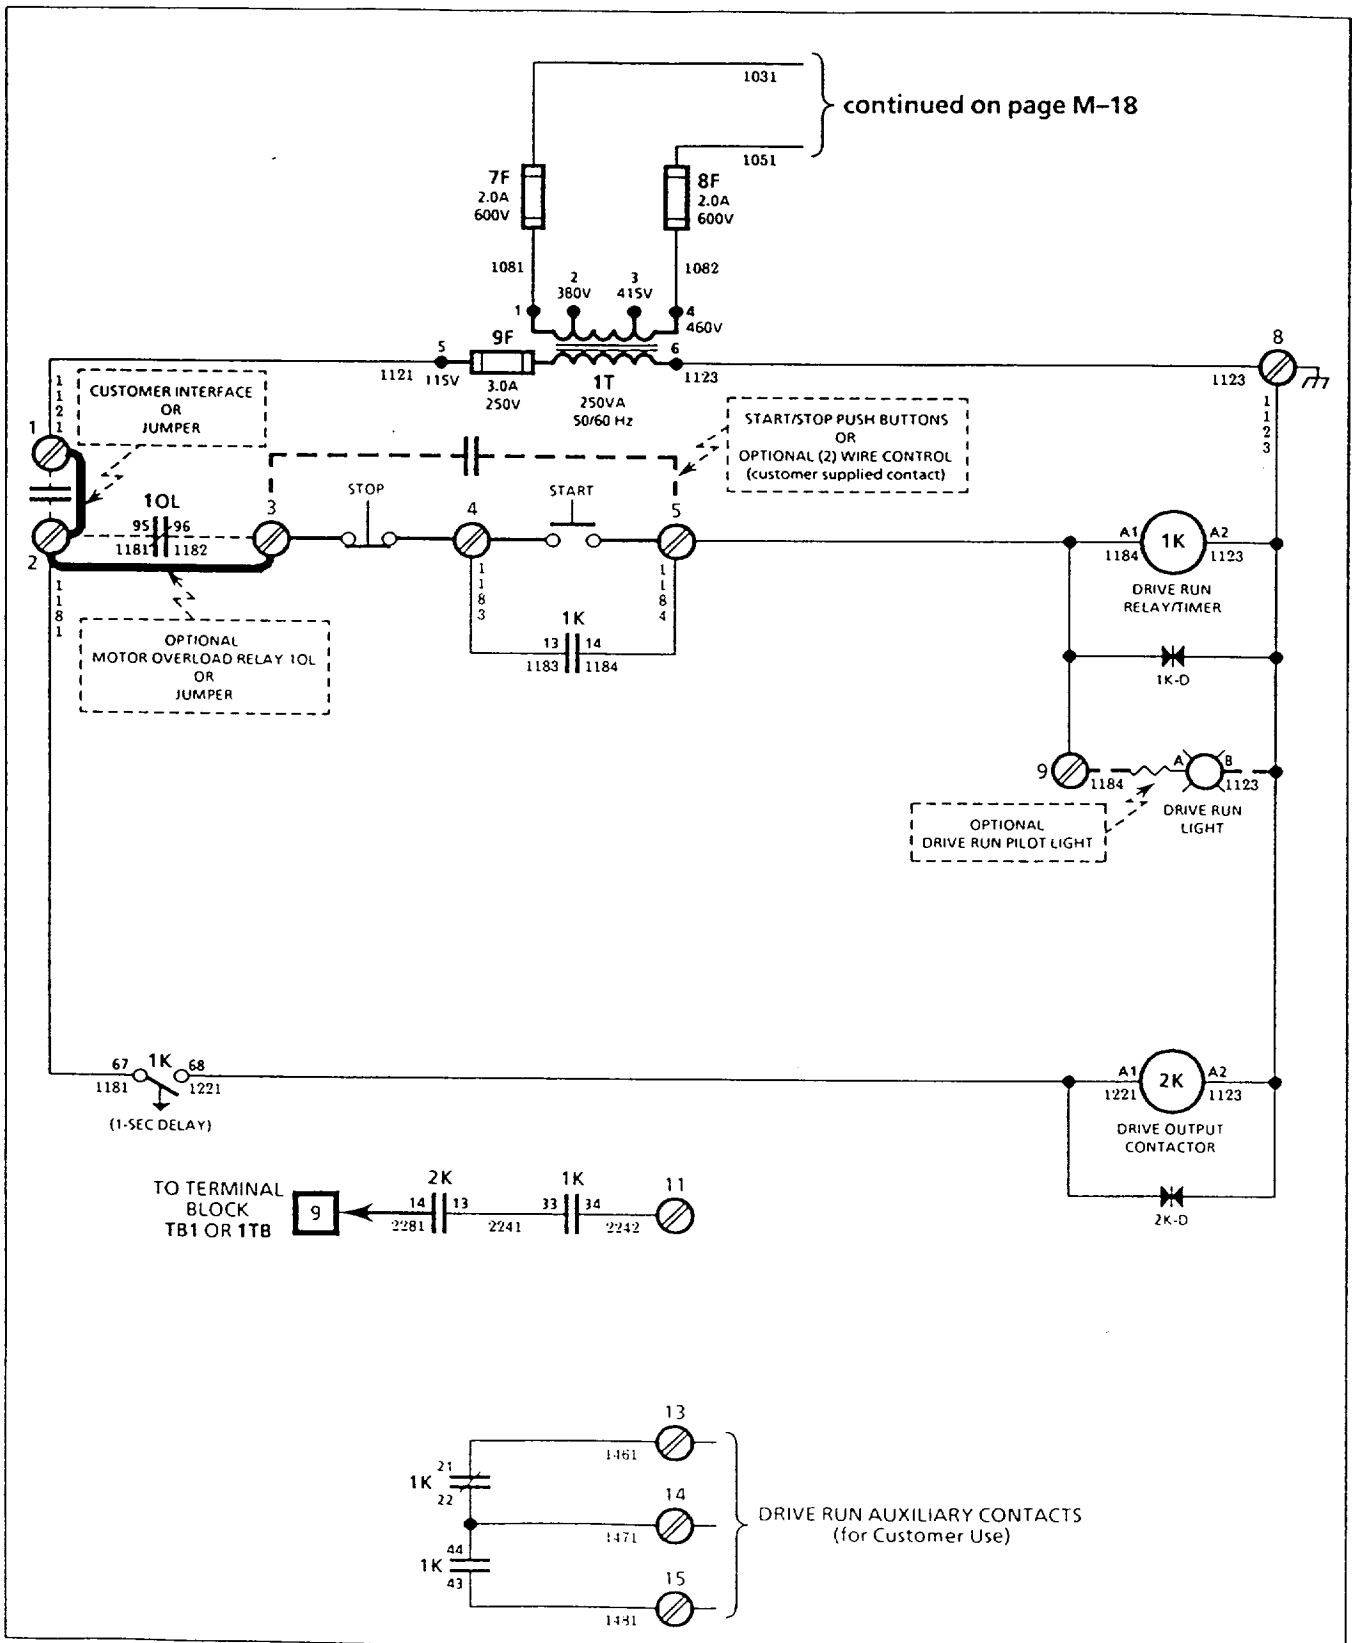 1031
continued on page M–18
1051
7F
2.0A
600V
8F
2.0A
600V
1081
1082
2
380V
3
415V
1
4
460V
5
9F
6
8
1121
115V
3.0A
250V
1T
250VA
50/60 Hz
1123
1123
1121
CUSTOMER INTERFACE
OR
JUMPER
1
START/STOP PUSH BUTTONS
OR
OPTIONAL (2) WIRE CONTROL
(customer supplied contact)
1123
1OL
3
STOP
4
START
5
95
96
1181
1182
2
A1
1K
A2
1184
1123
DRIVE RUN
RELAY/TIMER
1181
1183
1184
1K
13
14
1183
1184
OPTIONAL
MOTOR OVERLOAD RELAY 1OL
OR
JUMPER
1K-D
9
1184
A
B
1123
DRIVE RUN
LIGHT
OPTIONAL
DRIVE RUN PILOT LIGHT
67
1K
68
1181
1221
(1-SEC DELAY)
A1
2K
A2
1221
1123
DRIVE OUTPUT
CONTACTOR
2K-D
TO TERMINAL
BLOCK
TB1 OR 1TB
9
2K
14
13
2281
2241
1K
33
34
2242
11
13
1461
1K
21
22
14
1471
DRIVE RUN AUXILIARY CONTACTS
(for Customer Use)
1K
44
43
15
1481